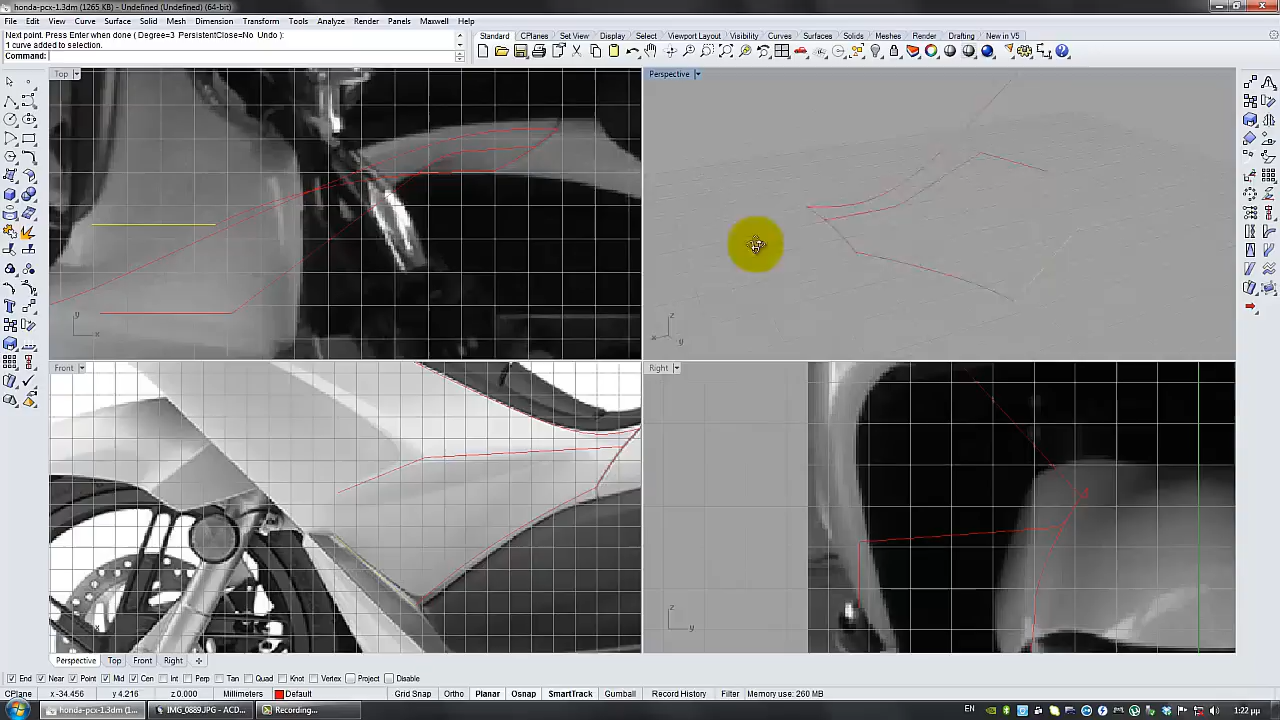 honda-pcx-1.3dm (1265 KB) - Undefined (Undefined) (64-bit)
File Edit View Curve Surface Solid Mesh Dimension Transform Tools Analyze Render Panels Maxwell Help
Next point. Press Enter when done ( Degree=3 PersistentClose=No Undo ):
1 curve added to selection.
Command:
Standard CPlanes Set View Display Select Viewport Layout Visibility Curves Surfaces Solids Meshes Render Drafting New in V5
Top
Perspective
y
x
z
x
y
Front
Right
x
z
y
Perspective Top Front Right
End Near Point Mid Cen Int Perp Tan Quad Knot Vertex Project Disable
CPlane x -34.456 y 4.216 z 0.000 Millimeters Default Grid Snap Ortho Planar Osnap SmartTrack Gumball Record History Filter Memory use: 260 MB
honda-pcx-1.3dm (1... IMG_0889.JPG - ACD... Recording... EN 1:22 μμ